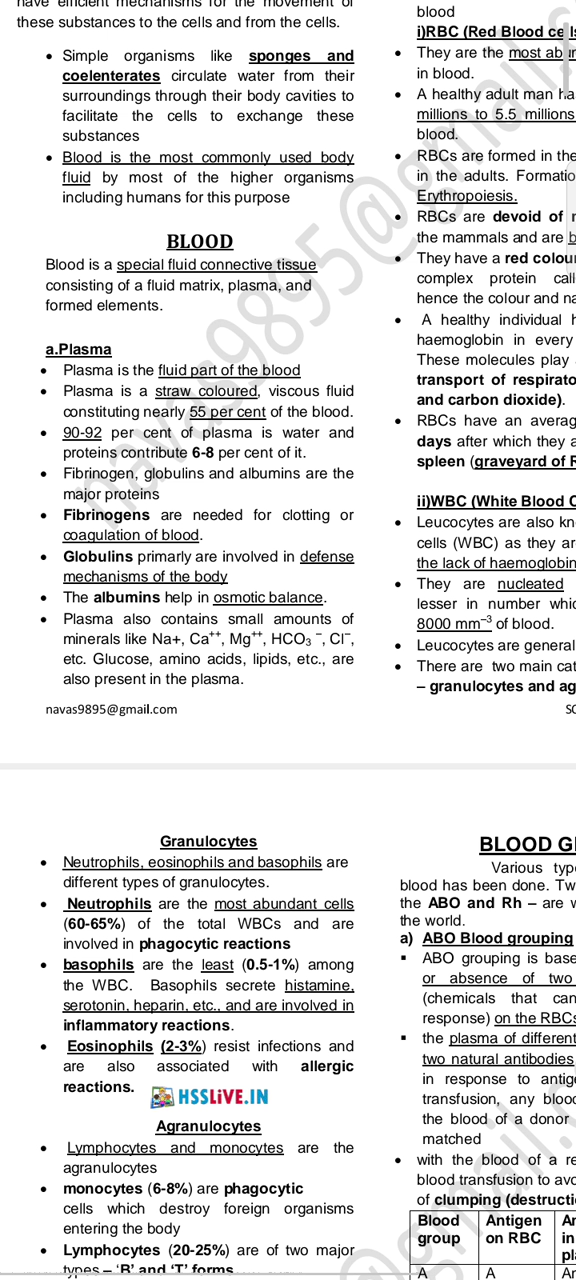 have efficient mechanisms for the movement of
these substances to the cells and from the cells.
• Simple organisms like sponges and
coelenterates circulate water from their
surroundings through their body cavities to
facilitate the cells to exchange these
substances
• Blood is the most commonly used body
fluid by most of the higher organisms
including humans for this purpose
BLOOD
Blood is a special fluid connective tissue
consisting of a fluid matrix, plasma, and
formed elements.
a.Plasma
• Plasma is the fluid part of the blood
• Plasma is a straw coloured, viscous fluid
constituting nearly 55 per cent of the blood.
• 90-92 per cent of plasma is water and
proteins contribute 6-8 per cent of it.
• Fibrinogen, globulins and albumins are the
major proteins
• Fibrinogens are needed for clotting or
coagulation of blood.
• Globulins primarly are involved in defense
mechanisms of the body
• The albumins help in osmotic balance.
• Plasma also contains small amounts of
minerals like Na+, Ca⁺⁺, Mg⁺⁺, HCO₃ ⁻, Cl⁻,
etc. Glucose, amino acids, lipids, etc., are
also present in the plasma.
navas9895@gmail.com
blood
i)RBC (Red Blood cells
• They are the most abun
in blood.
• A healthy adult man ha
millions to 5.5 millions
blood.
• RBCs are formed in the
in the adults. Formatio
Erythropoiesis.
• RBCs are devoid of n
the mammals and are b
• They have a red colou
complex protein call
hence the colour and na
• A healthy individual h
haemoglobin in every
These molecules play a
transport of respirato
and carbon dioxide).
• RBCs have an averag
days after which they a
spleen (graveyard of R
ii)WBC (White Blood C
• Leucocytes are also kn
cells (WBC) as they are
the lack of haemoglobin
• They are nucleated
lesser in number whic
8000 mm⁻³ of blood.
• Leucocytes are general
• There are two main cat
– granulocytes and ag
SC
Granulocytes
• Neutrophils, eosinophils and basophils are
different types of granulocytes.
• Neutrophils are the most abundant cells
(60-65%) of the total WBCs and are
involved in phagocytic reactions
• basophils are the least (0.5-1%) among
the WBC. Basophils secrete histamine,
serotonin, heparin, etc., and are involved in
inflammatory reactions.
• Eosinophils (2-3%) resist infections and
are also associated with allergic
reactions.
HSSLiVE.IN
Agranulocytes
• Lymphocytes and monocytes are the
agranulocytes
• monocytes (6-8%) are phagocytic
cells which destroy foreign organisms
entering the body
• Lymphocytes (20-25%) are of two major
types – 'B' and 'T' forms.
BLOOD G
Various type
blood has been done. Tw
the ABO and Rh – are w
the world.
a) ABO Blood grouping
▪ ABO grouping is base
or absence of two
(chemicals that can
response) on the RBCs
▪ the plasma of different
two natural antibodies
in response to antige
transfusion, any blood
the blood of a donor
matched
• with the blood of a re
blood transfusion to avo
of clumping (destructio
Blood group Antigen on RBC An in pla
A A An
navas9895@gmail.
@gmail.com